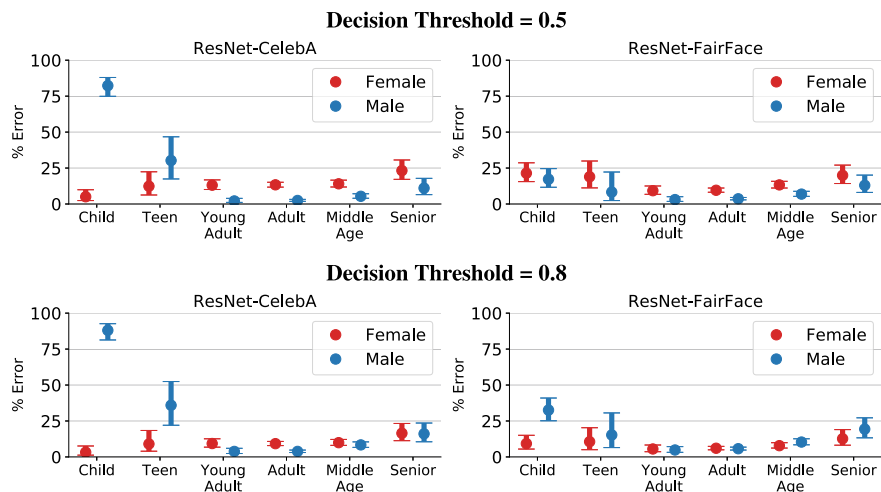 Decision Threshold = 0.5
ResNet-CelebA
100
75
50
25
0
% Error
Female
Male
Child
Teen
Young
Adult
Adult
Middle
Age
Senior
ResNet-FairFace
100
75
50
25
0
% Error
Female
Male
Child
Teen
Young
Adult
Adult
Middle
Age
Senior
Decision Threshold = 0.8
ResNet-CelebA
100
75
50
25
0
% Error
Female
Male
Child
Teen
Young
Adult
Adult
Middle
Age
Senior
ResNet-FairFace
100
75
50
25
0
% Error
Female
Male
Child
Teen
Young
Adult
Adult
Middle
Age
Senior